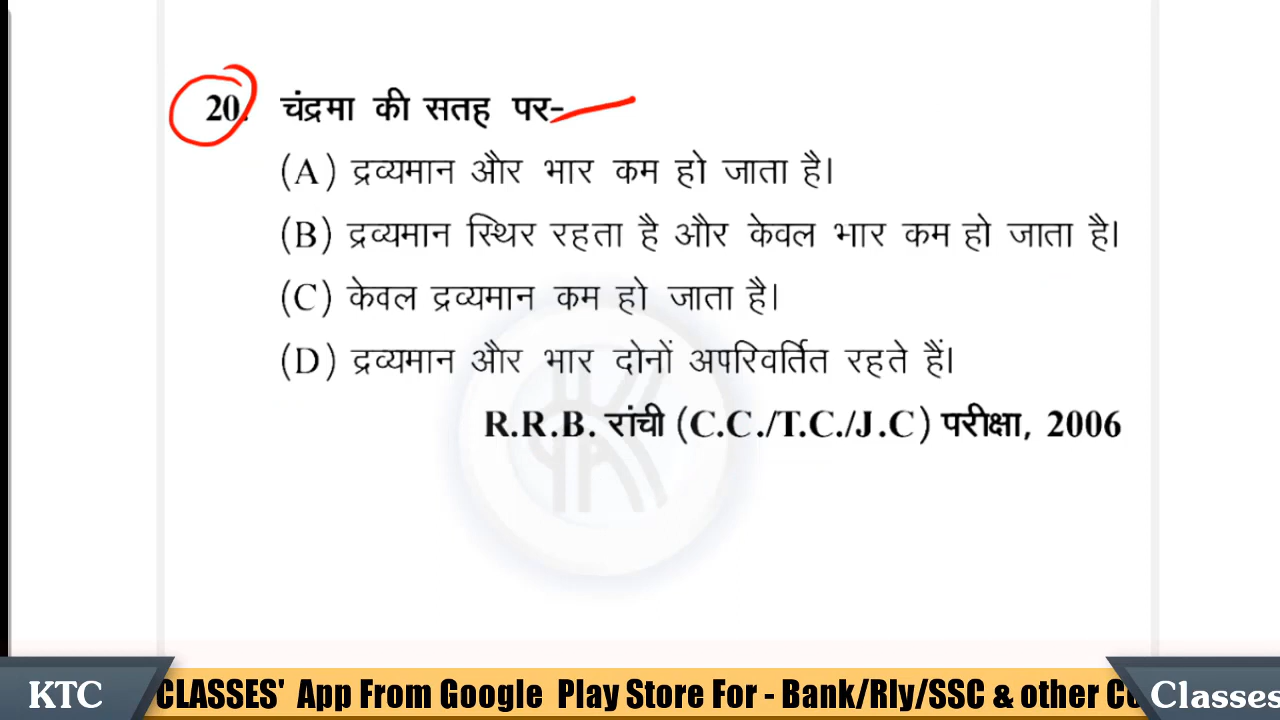 20. चंद्रमा की सतह पर-
(A) द्रव्यमान और भार कम हो जाता है।
(B) द्रव्यमान स्थिर रहता है और केवल भार कम हो जाता है।
(C) केवल द्रव्यमान कम हो जाता है।
(D) द्रव्यमान और भार दोनों अपरिवर्तित रहते हैं।
R.R.B. रांची (C.C./T.C./J.C) परीक्षा, 2006
KTC CLASSES' App From Google Play Store For - Bank/Rly/SSC & other Classes